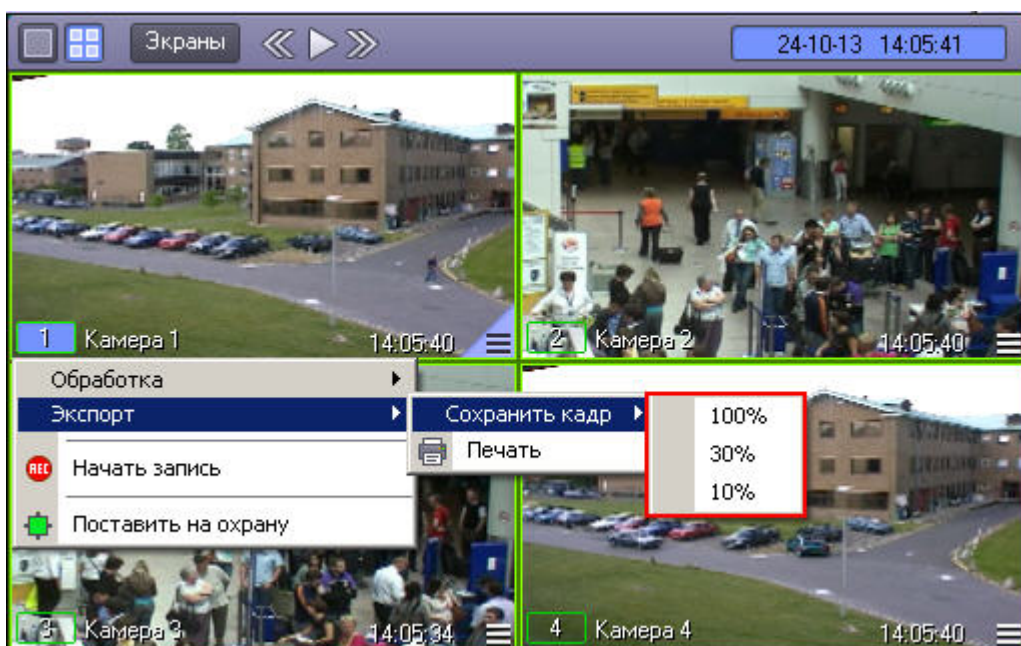 Экраны
24-10-13 14:05:41
1 Камера 1 14:05:40
2 Камера 2 14:05:40
Обработка
Экспорт
REC Начать запись
Поставить на охрану
Сохранить кадр
Печать
100%
30%
10%
3 Камера 3 14:05:34
4 Камера 4 14:05:40